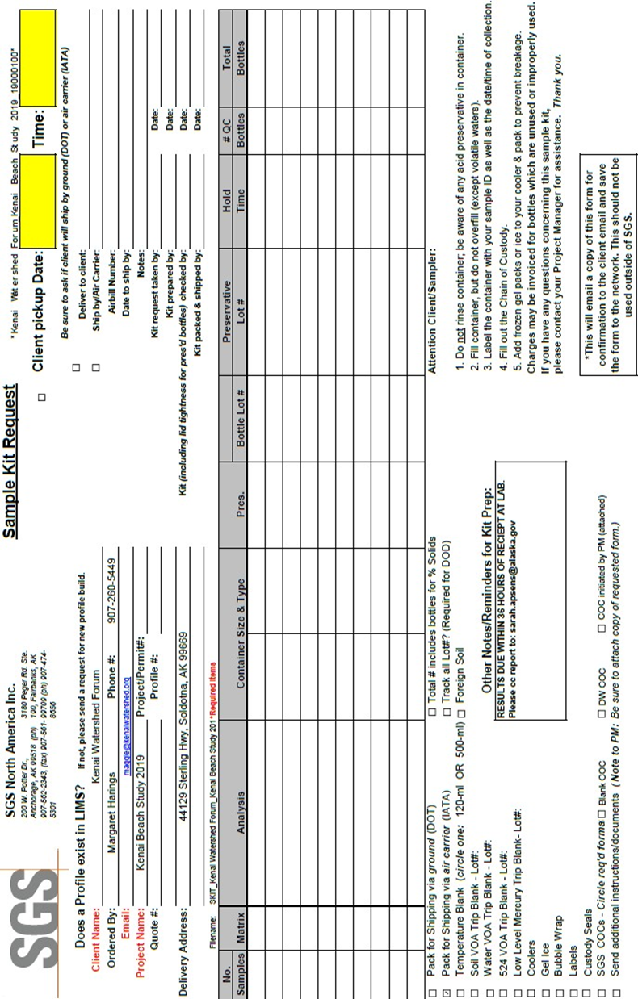 SGS
SGS North America Inc.
200 W. Potter Dr., 3180 Peger Rd. Ste.
Anchorage, AK 99518 (ph) 190, Fairbanks, AK
907-562-2343, (fax) 907-561- 99709 (ph) 907-474-
5301 8656
Sample Kit Request
*Kenai Watershed Forum_Kenai Beach Study 2019_19000100*
☐ Client pickup Date: Time:
Be sure to ask if client will ship by ground (DOT) or air carrier (IATA)
Does a Profile exist in LIMS? If not, please send a request for new profile build.
Client Name: Kenai Watershed Forum
Ordered By: Margaret Harings Phone #: 907-260-5449
Email: maggie@kenaiwatershed.org
Project Name: Kenai Beach Study 2019 Project/Permit#:
Quote #: Profile #:
Delivery Address: 44129 Sterling Hwy, Soldotna, AK 99669
Filename: SKIT_Kenai Watershed Forum_Kenai Beach Study 201 *Required Items
☐ Deliver to client:
☐ Ship by/Air Carrier:
Airbill Number:
Date to ship by:
Notes:
Kit request taken by: Date:
Kit prepared by: Date:
Kit (including lid tightness for pres'd bottles) checked by: Date:
Kit packed & shipped by: Date:
No. Samples Matrix Analysis Container Size & Type Pres. Bottle Lot # Preservative Lot # Hold Time # QC Bottles Total Bottles
☐ Pack for Shipping via ground (DOT) ☐ Total # includes bottles for % Solids
☑ Pack for Shipping via air carrier (IATA) ☐ Track all Lot#? (Required for DOD)
☐ Temperature Blank (circle one: 120-ml OR 500-ml) ☐ Foreign Soil
☐ Soil VOA Trip Blank - Lot#:
☐ Water VOA Trip Blank - Lot#:
☐ 524 VOA Trip Blank - Lot#:
☐ Low Level Mercury Trip Blank- Lot#:
☐ Coolers
☐ Gel Ice
☐ Bubble Wrap
☐ Labels
☐ Custody Seals
☐ SGS COCs - Circle req'd forma ☐ Blank COC ☐ DW COC ☐ COC initiated by PM (attached)
☐ Send additional instructions/documents (Note to PM: Be sure to attach copy of requested form.)
Other Notes/Reminders for Kit Prep:
RESULTS DUE WITHIN 36 HOURS OF RECIEPT AT LAB.
Please cc report to: sarah.apsens@alaska.gov
Attention Client/Sampler:
1. Do not rinse container; be aware of any acid preservative in container.
2. Fill container, but do not overfill (except volatile waters).
3. Label the container with your sample ID as well as the date/time of collection.
4. Fill out the Chain of Custody.
5. Add frozen gel packs or ice to your cooler & pack to prevent breakage.
Charges may be invoiced for bottles which are unused or improperly used.
If you have any questions concerning this sample kit,
please contact your Project Manager for assistance. Thank you.
*This will email a copy of this form for
confirmation to the client email and save
the form to the network. This should not be
used outside of SGS.